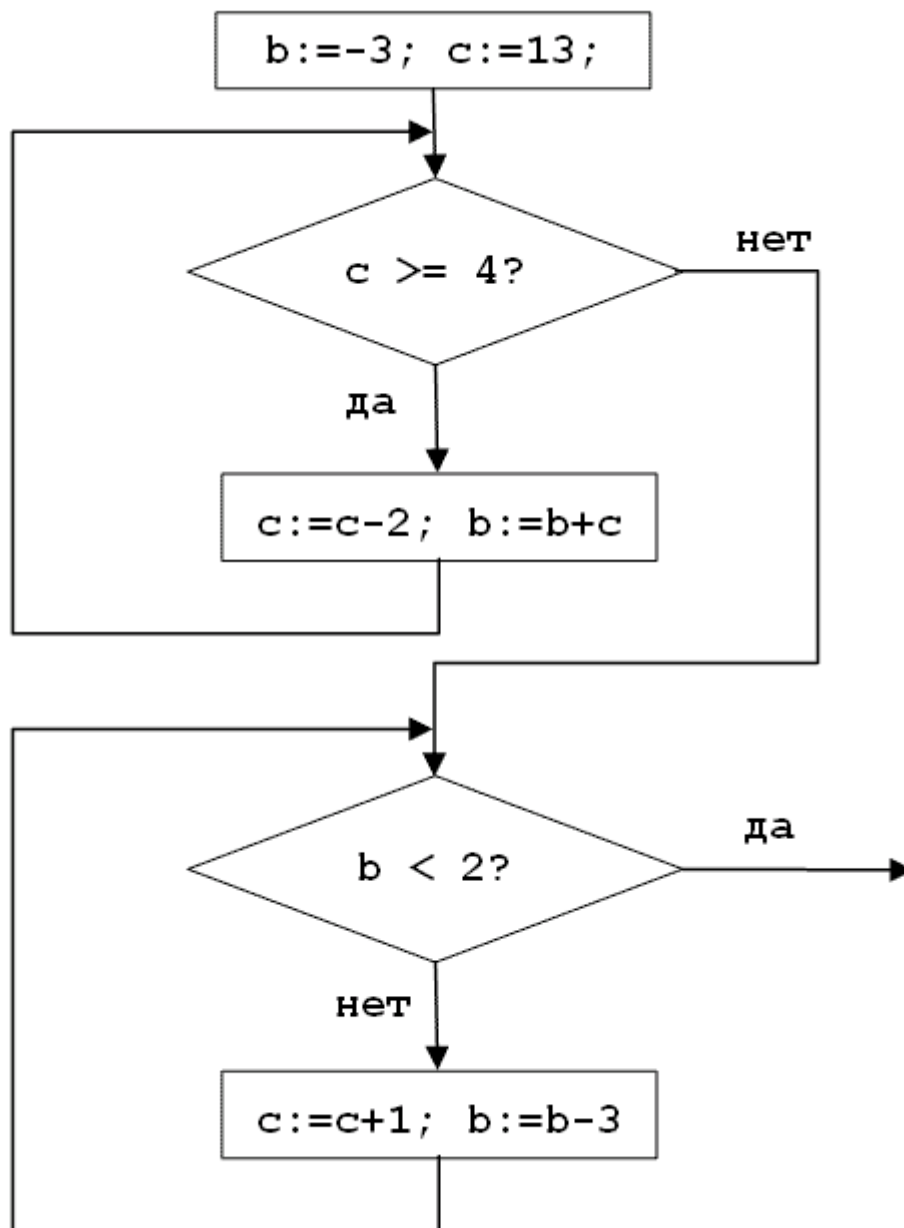 b:=-3; c:=13;
нет
c >= 4?
да
c:=c-2; b:=b+c
да
b < 2?
нет
c:=c+1; b:=b-3